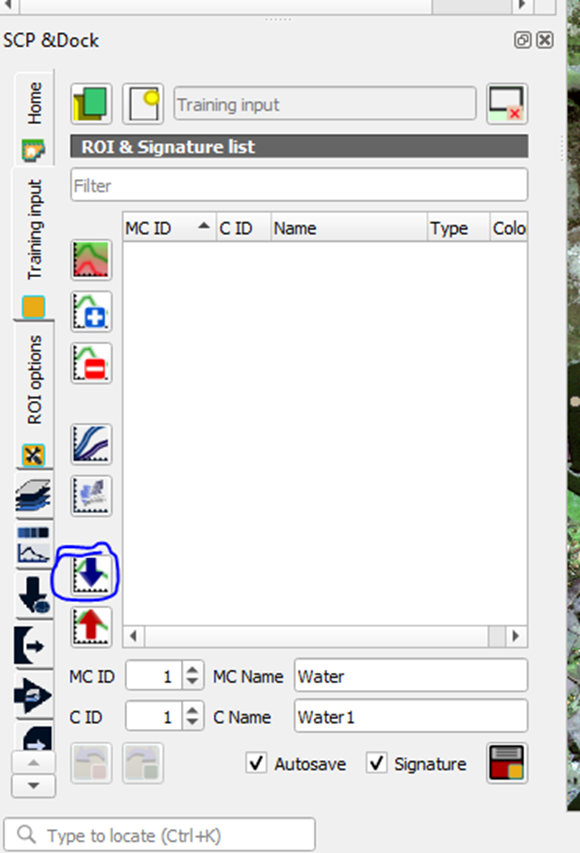 SCP &Dock
Home
Training input
ROI options
Training input
ROI & Signature list
Filter
MC ID C ID Name Type Colo
MC ID 1 MC Name Water
C ID 1 C Name Water1
Autosave Signature
Type to locate (Ctrl+K)